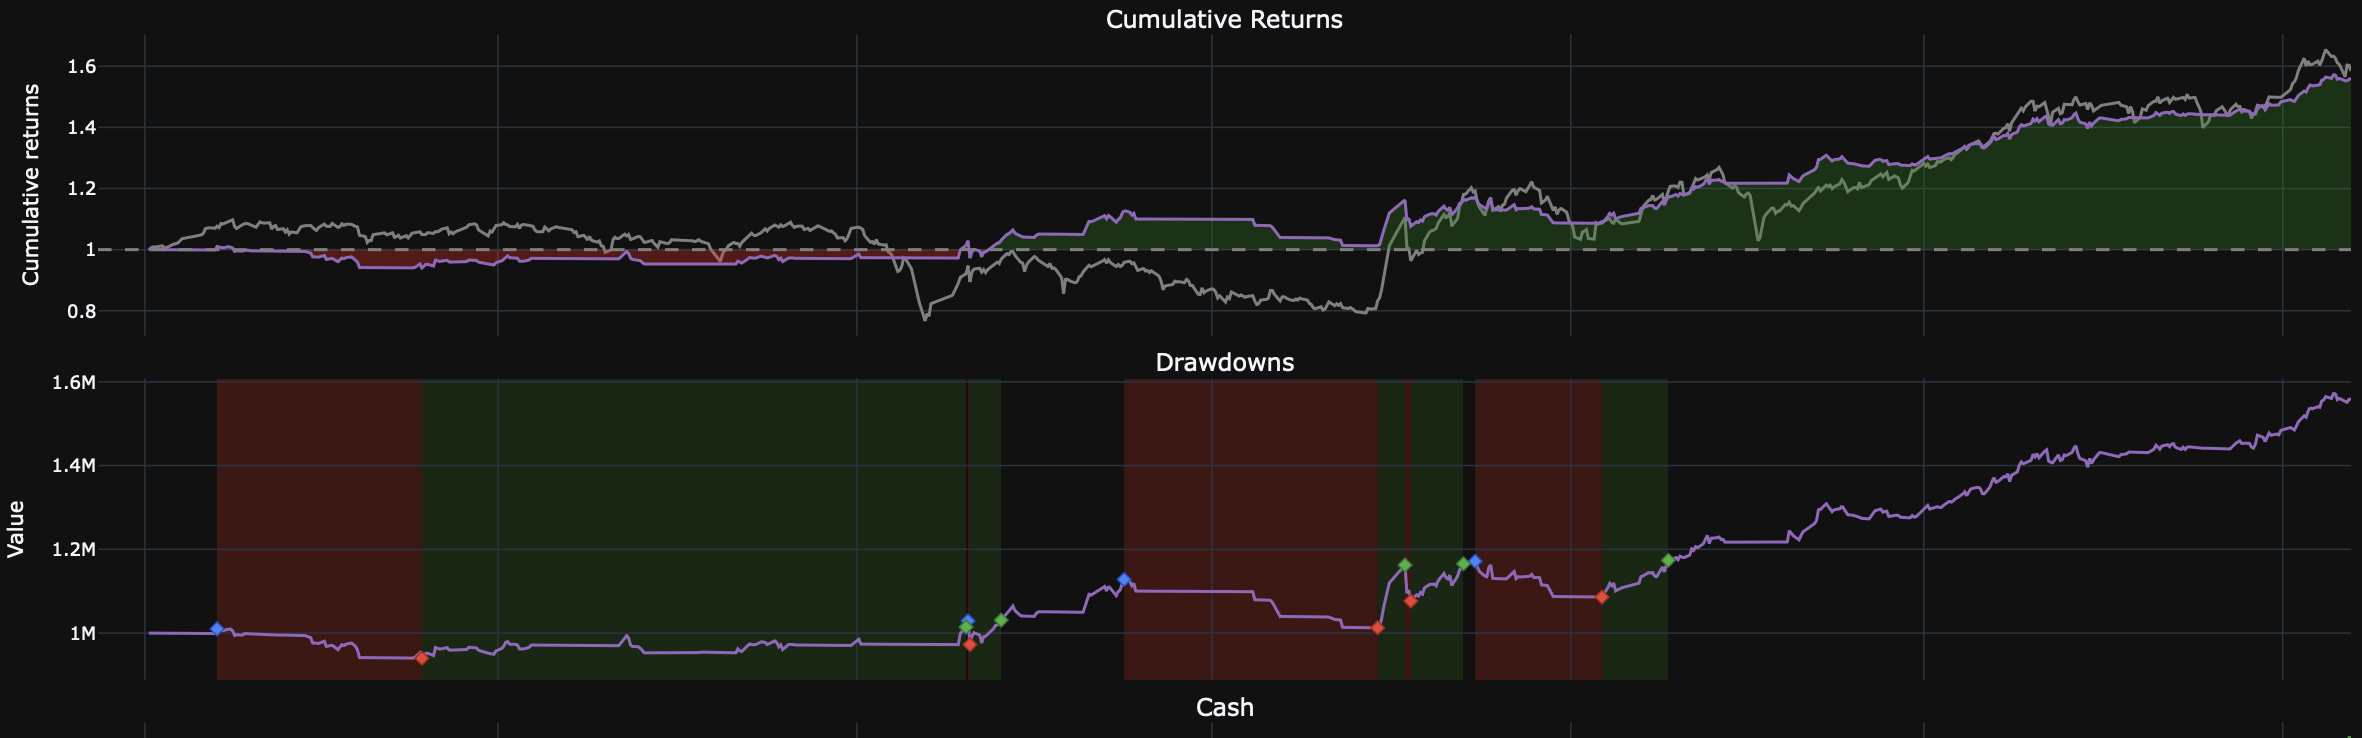 Cumulative Returns
Cumulative returns
1.6
1.4
1.2
1
0.8
Drawdowns
Value
1.6M
1.4M
1.2M
1M
Cash